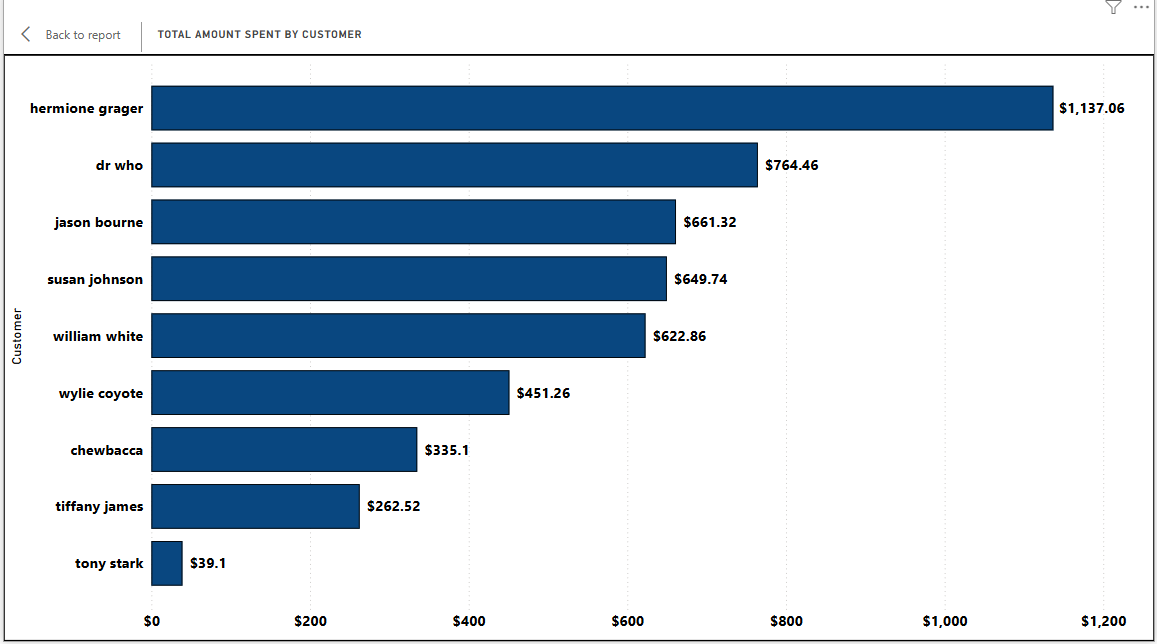 Back to report
TOTAL AMOUNT SPENT BY CUSTOMER
Customer
hermione grager $1,137.06
dr who $764.46
jason bourne $661.32
susan johnson $649.74
william white $622.86
wylie coyote $451.26
chewbacca $335.1
tiffany james $262.52
tony stark $39.1
$0 $200 $400 $600 $800 $1,000 $1,200